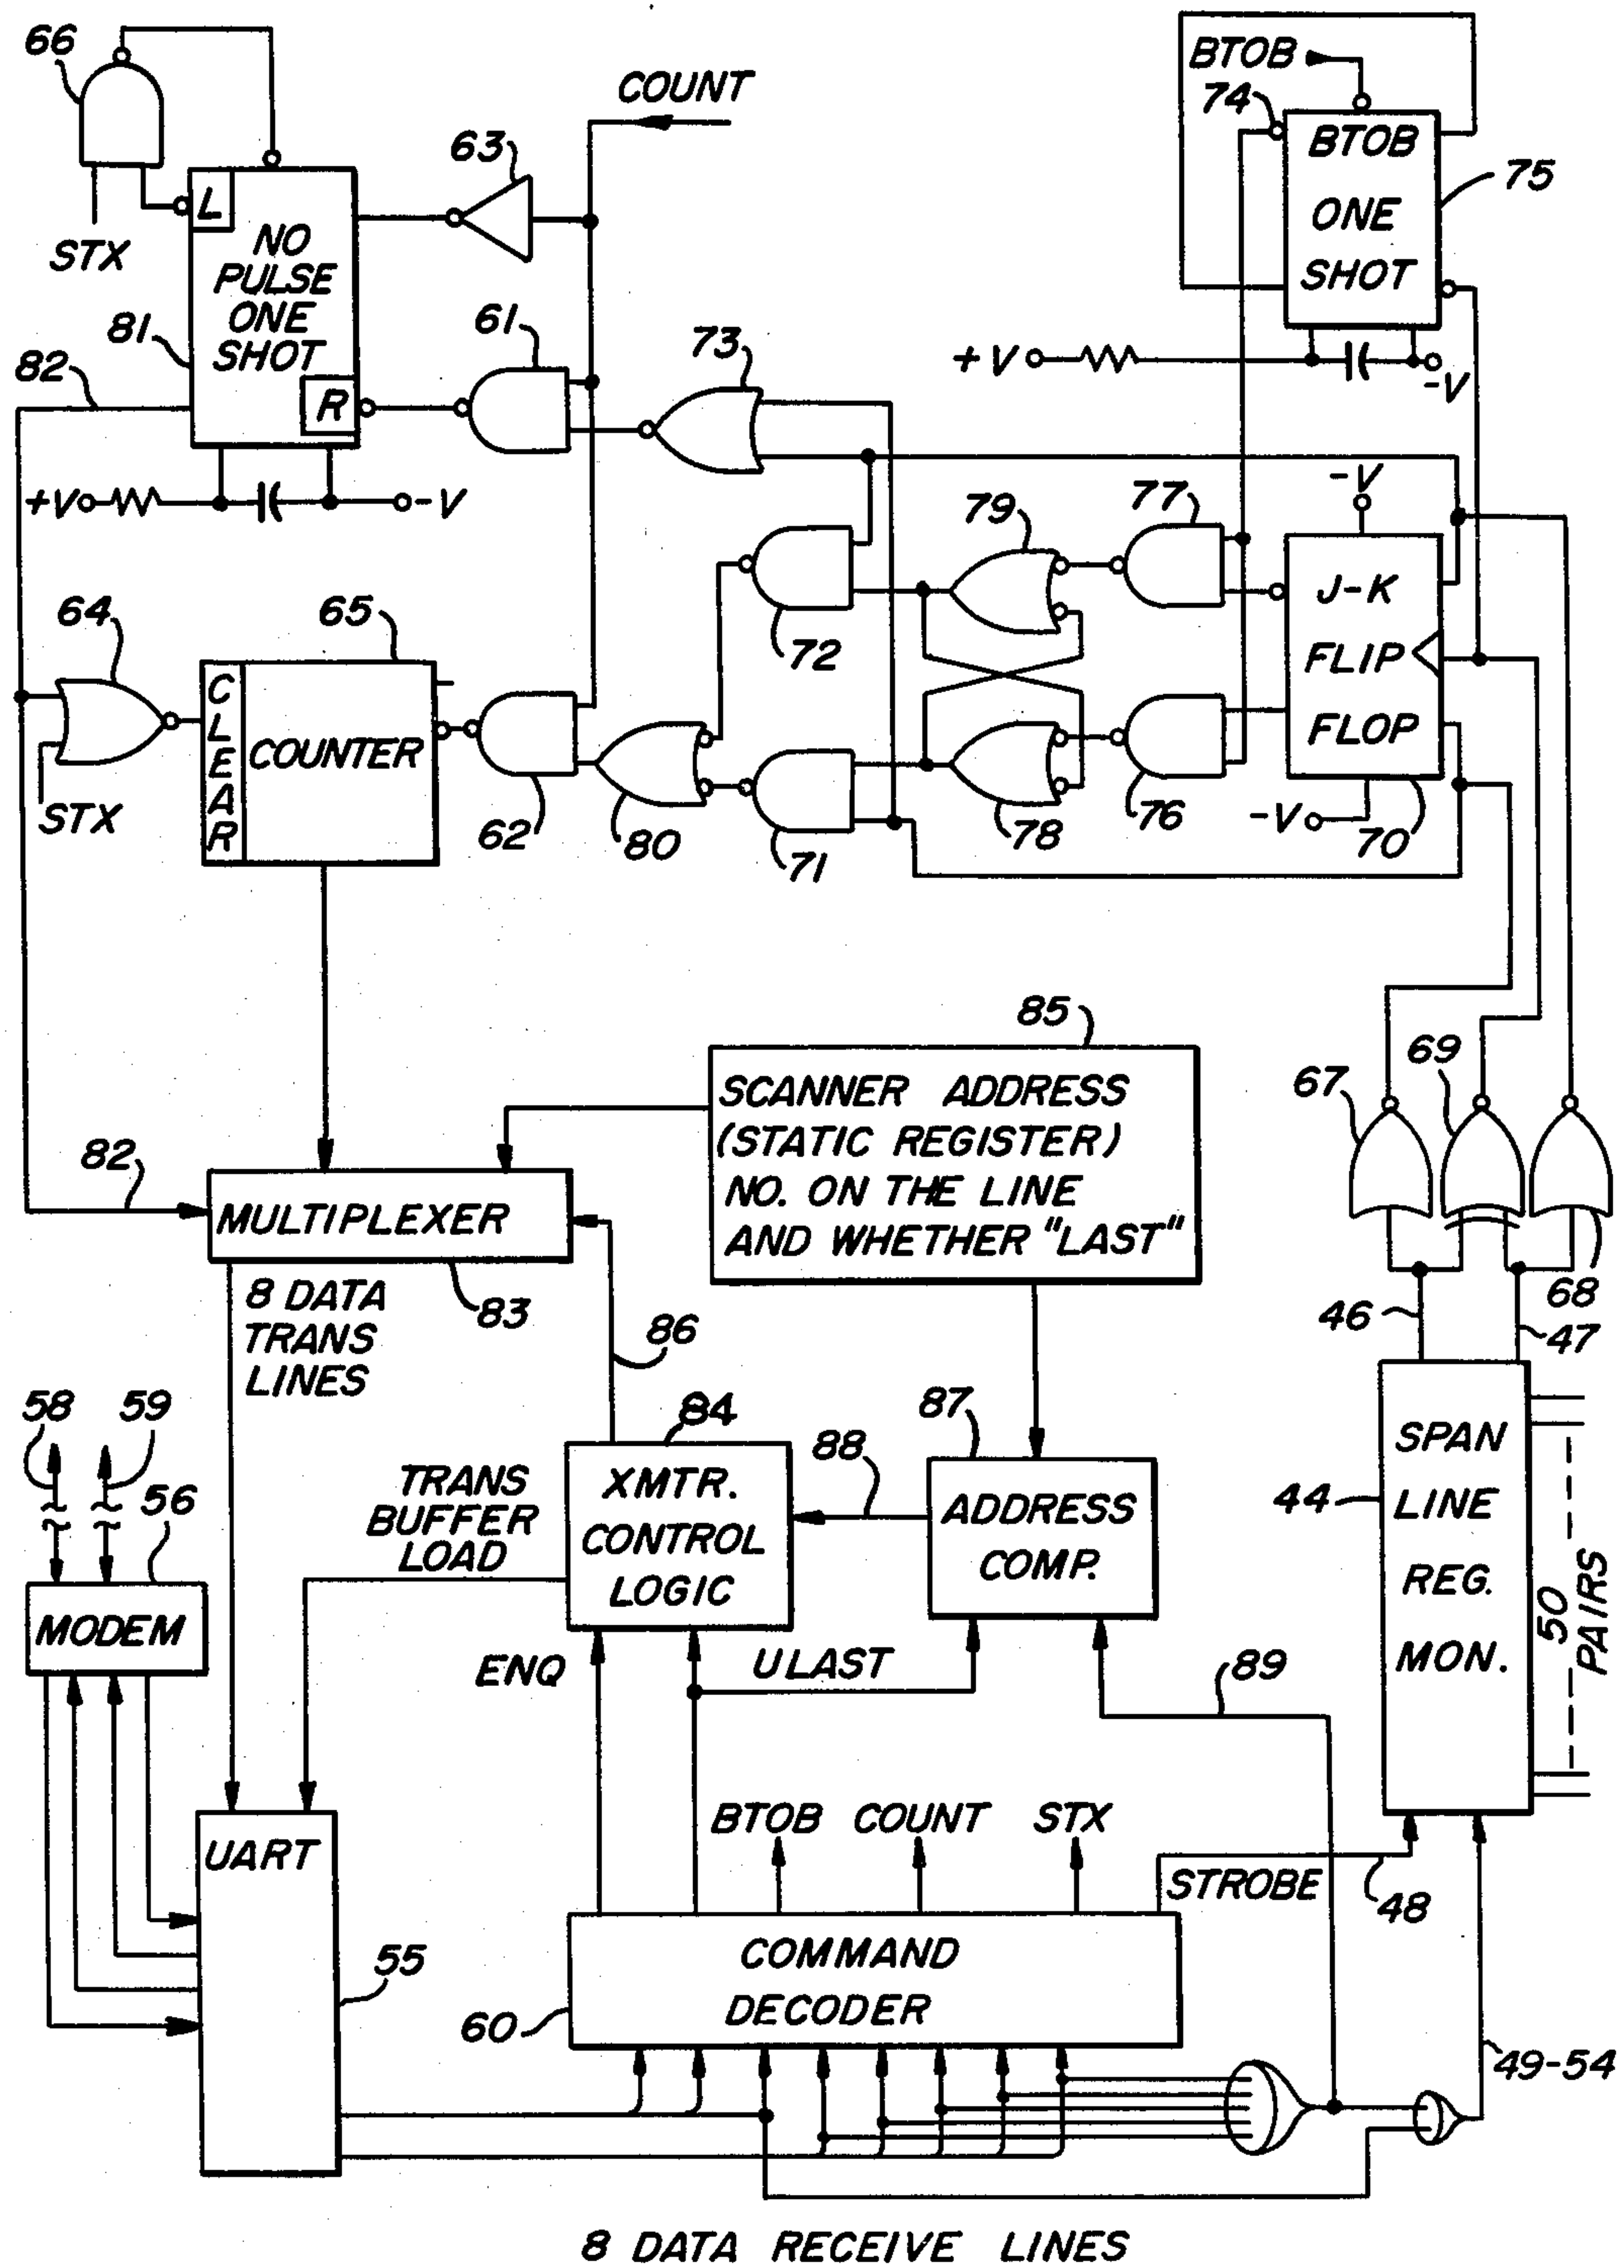 66
COUNT
BTOB
74
BTOB
ONE
SHOT
75
63
L
NO
PULSE
ONE
SHOT
STX
81
61
73
82
R
+V
-V
+V
-V
-V
79
77
J-K
FLIP
FLOP
64
65
72
CLEAR
COUNTER
STX
62
80
71
78
76
-V
70
85
SCANNER ADDRESS
(STATIC REGISTER)
NO. ON THE LINE
AND WHETHER "LAST"
67
69
82
MULTIPLEXER
68
8 DATA
TRANS
LINES
83
86
46
47
58
59
84
87
SPAN
LINE
REG.
MON.
44
56
TRANS
BUFFER
LOAD
XMTR.
CONTROL
LOGIC
88
ADDRESS
COMP.
50
PAIRS
MODEM
ENQ
ULAST
89
UART
BTOB
COUNT
STX
STROBE
48
55
COMMAND
DECODER
60
49-54
8 DATA RECEIVE LINES